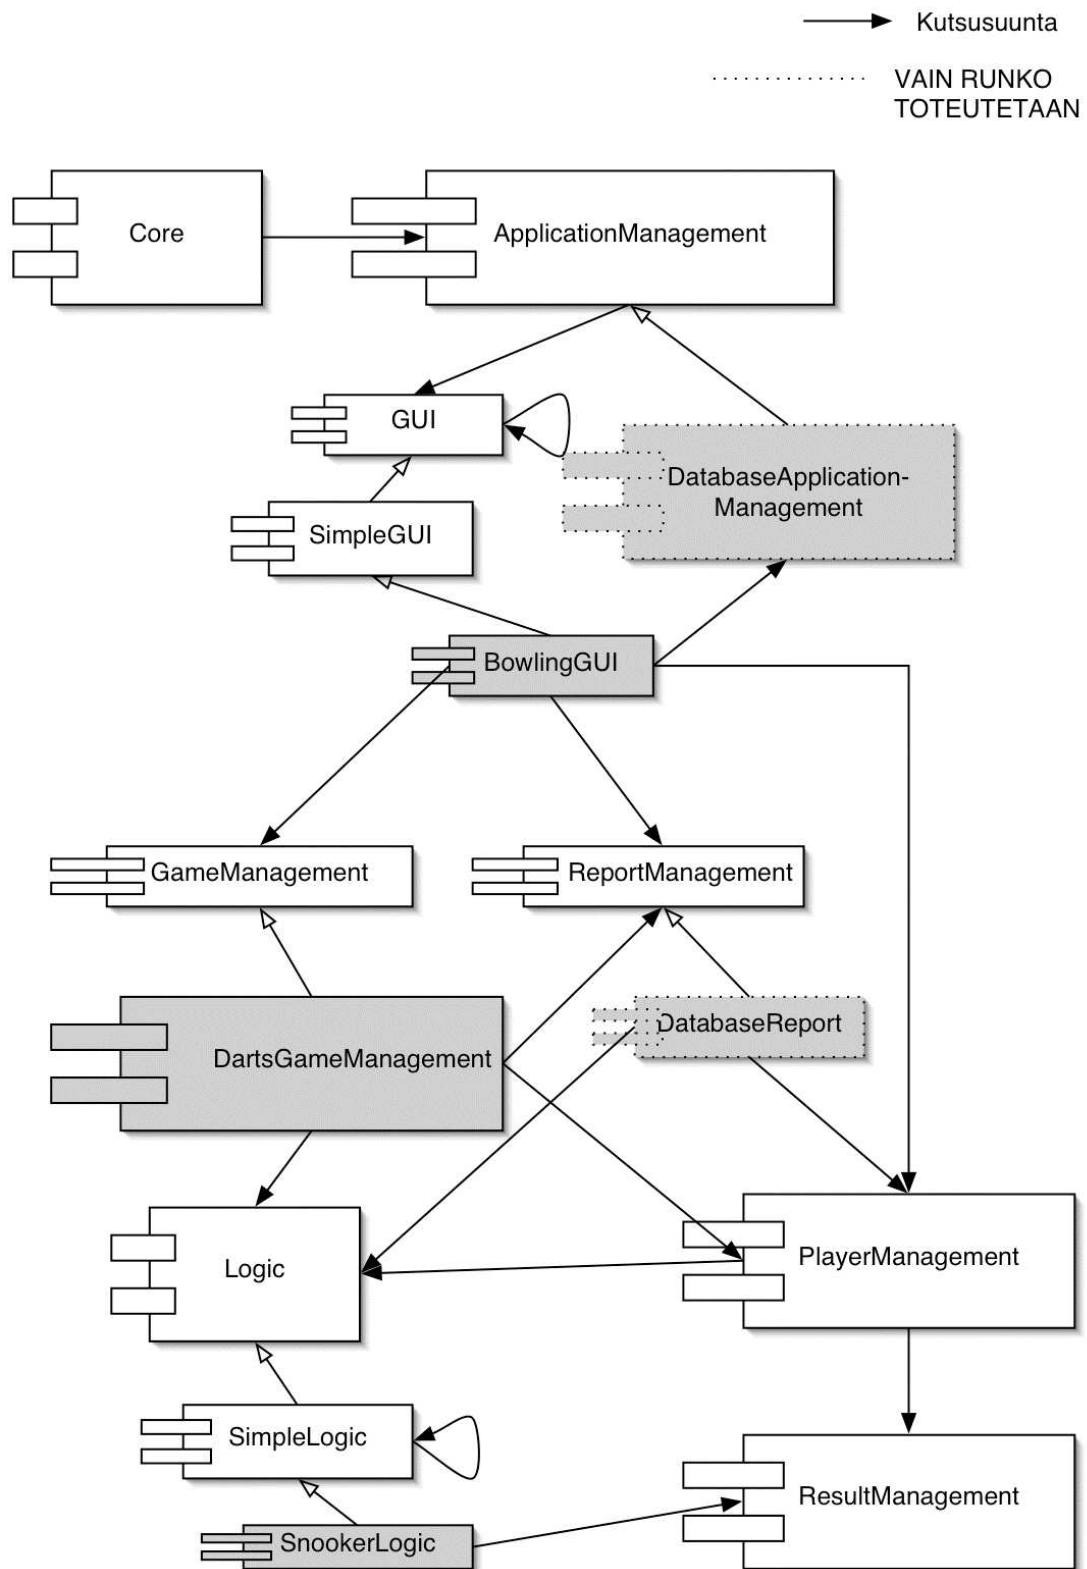 Kutsusuunta
VAIN RUNKO
TOTEUTETAAN
Core
ApplicationManagement
GUI
DatabaseApplication-
Management
SimpleGUI
BowlingGUI
GameManagement
ReportManagement
DartsGameManagement
DatabaseReport
Logic
PlayerManagement
SimpleLogic
ResultManagement
SnookerLogic